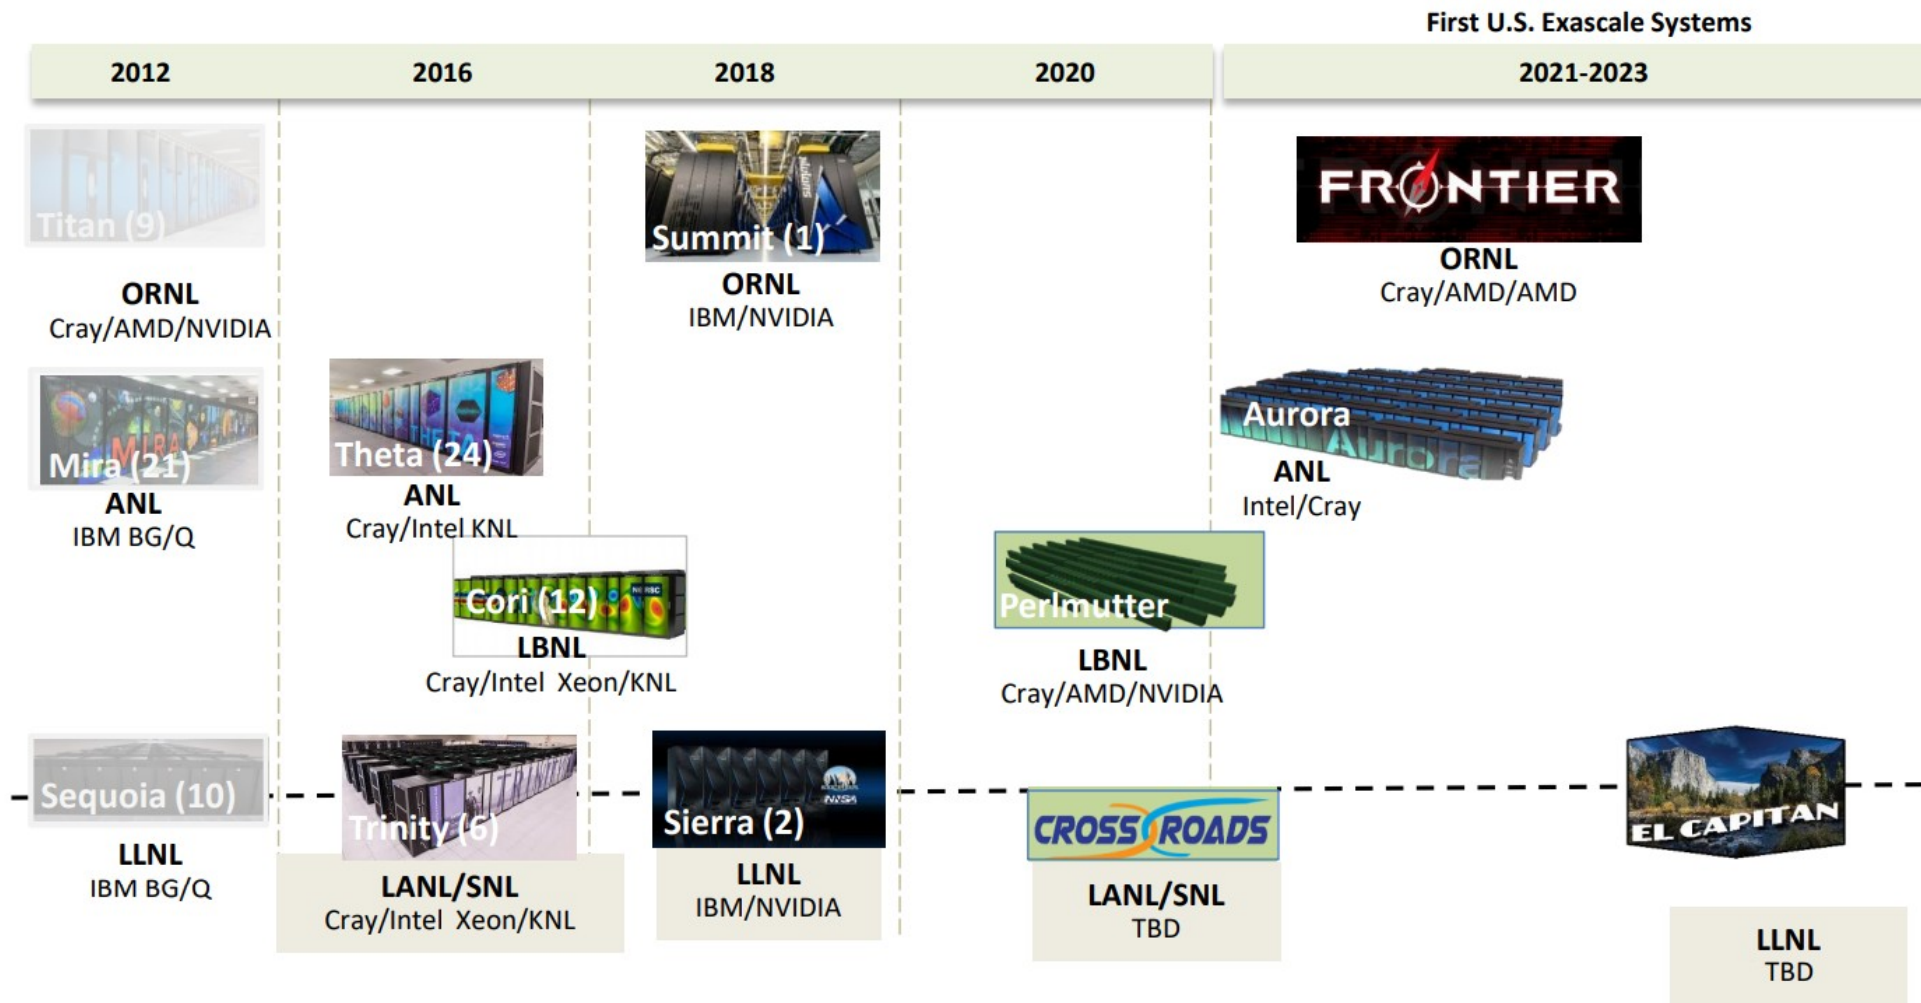 First U.S. Exascale Systems
2012
2016
2018
2020
2021-2023
Titan (9)
ORNL
Cray/AMD/NVIDIA
Summit (1)
ORNL
IBM/NVIDIA
FRONTIER
ORNL
Cray/AMD/AMD
MIRA
Mira (21)
ANL
IBM BG/Q
THETA
Theta (24)
ANL
Cray/Intel KNL
Aurora
Aurora
ANL
Intel/Cray
Cori (12)
LBNL
Cray/Intel Xeon/KNL
Perlmutter
LBNL
Cray/AMD/NVIDIA
Sequoia (10)
LLNL
IBM BG/Q
Trinity (6)
LANL/SNL
Cray/Intel Xeon/KNL
Sierra (2)
LLNL
IBM/NVIDIA
CROSSROADS
LANL/SNL
TBD
EL CAPITAN
LLNL
TBD